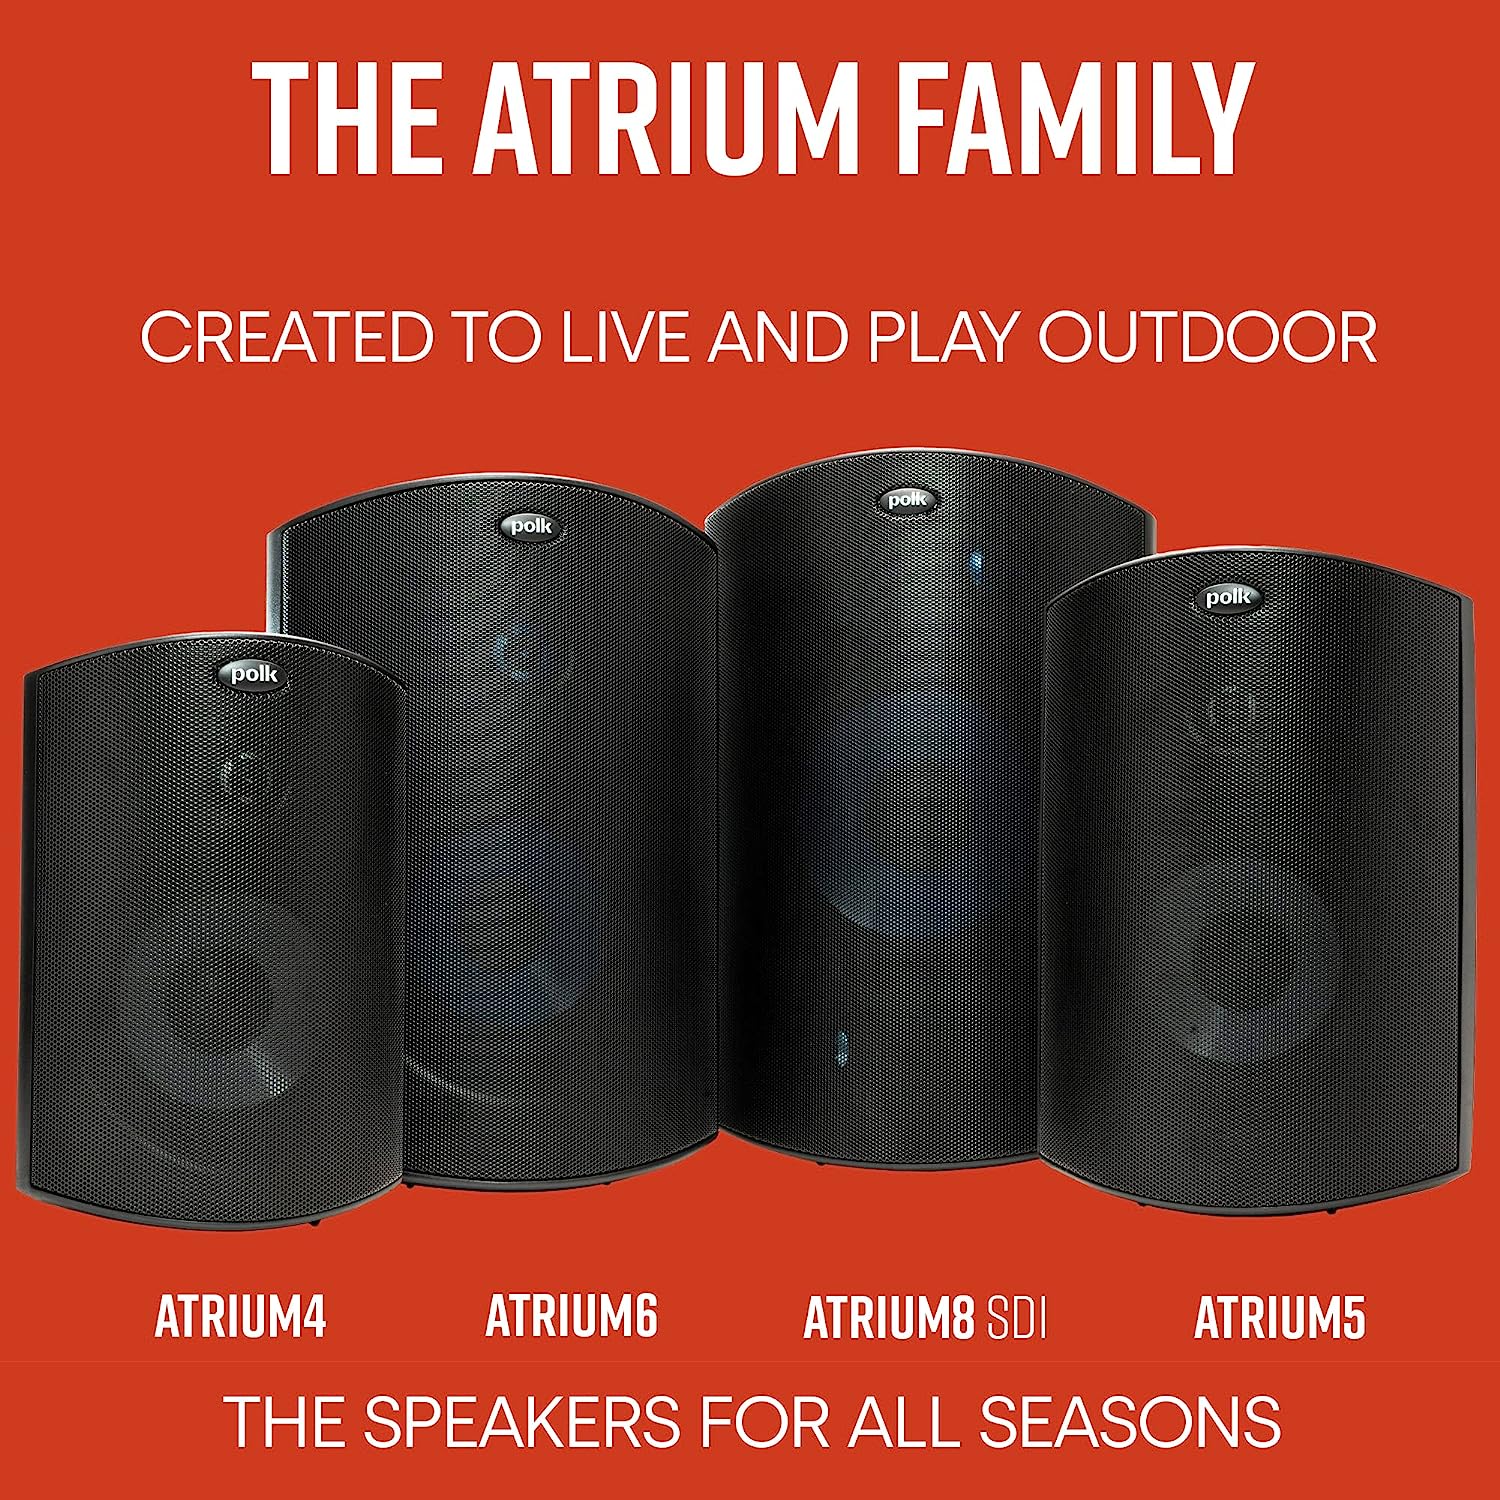 THE ATRIUM FAMILY
CREATED TO LIVE AND PLAY OUTDOOR
polk
polk
polk
polk
ATRIUM4
ATRIUM6
ATRIUM8 SDI
ATRIUM5
THE SPEAKERS FOR ALL SEASONS